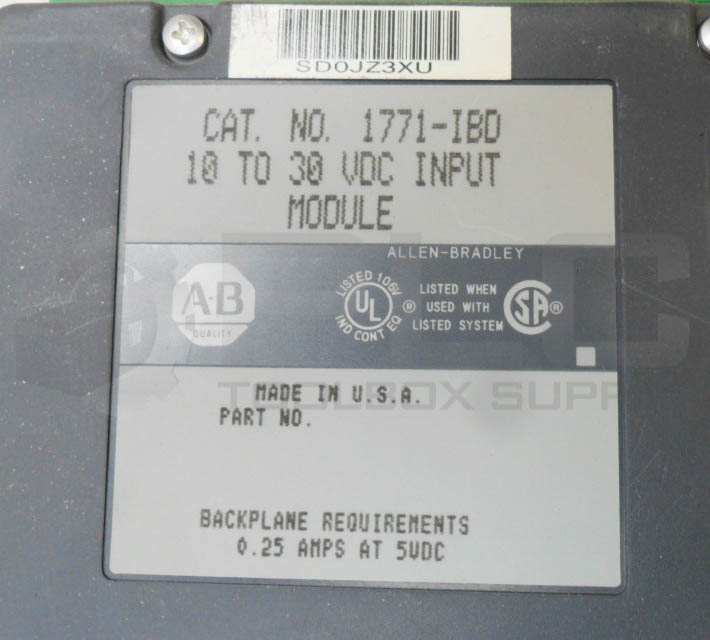 SD0JZ3XU
CAT. NO. 1771-IBD
10 TO 30 VDC INPUT
MODULE
ALLEN-BRADLEY
A-B
QUALITY
LISTED 106V
UL
IND CONT EQ
®
LISTED WHEN
USED WITH
LISTED SYSTEM
SA
®
PLC
TOOLBOX SUPP
MADE IN U.S.A.
PART NO.
BACKPLANE REQUIREMENTS
0.25 AMPS AT 5VDC